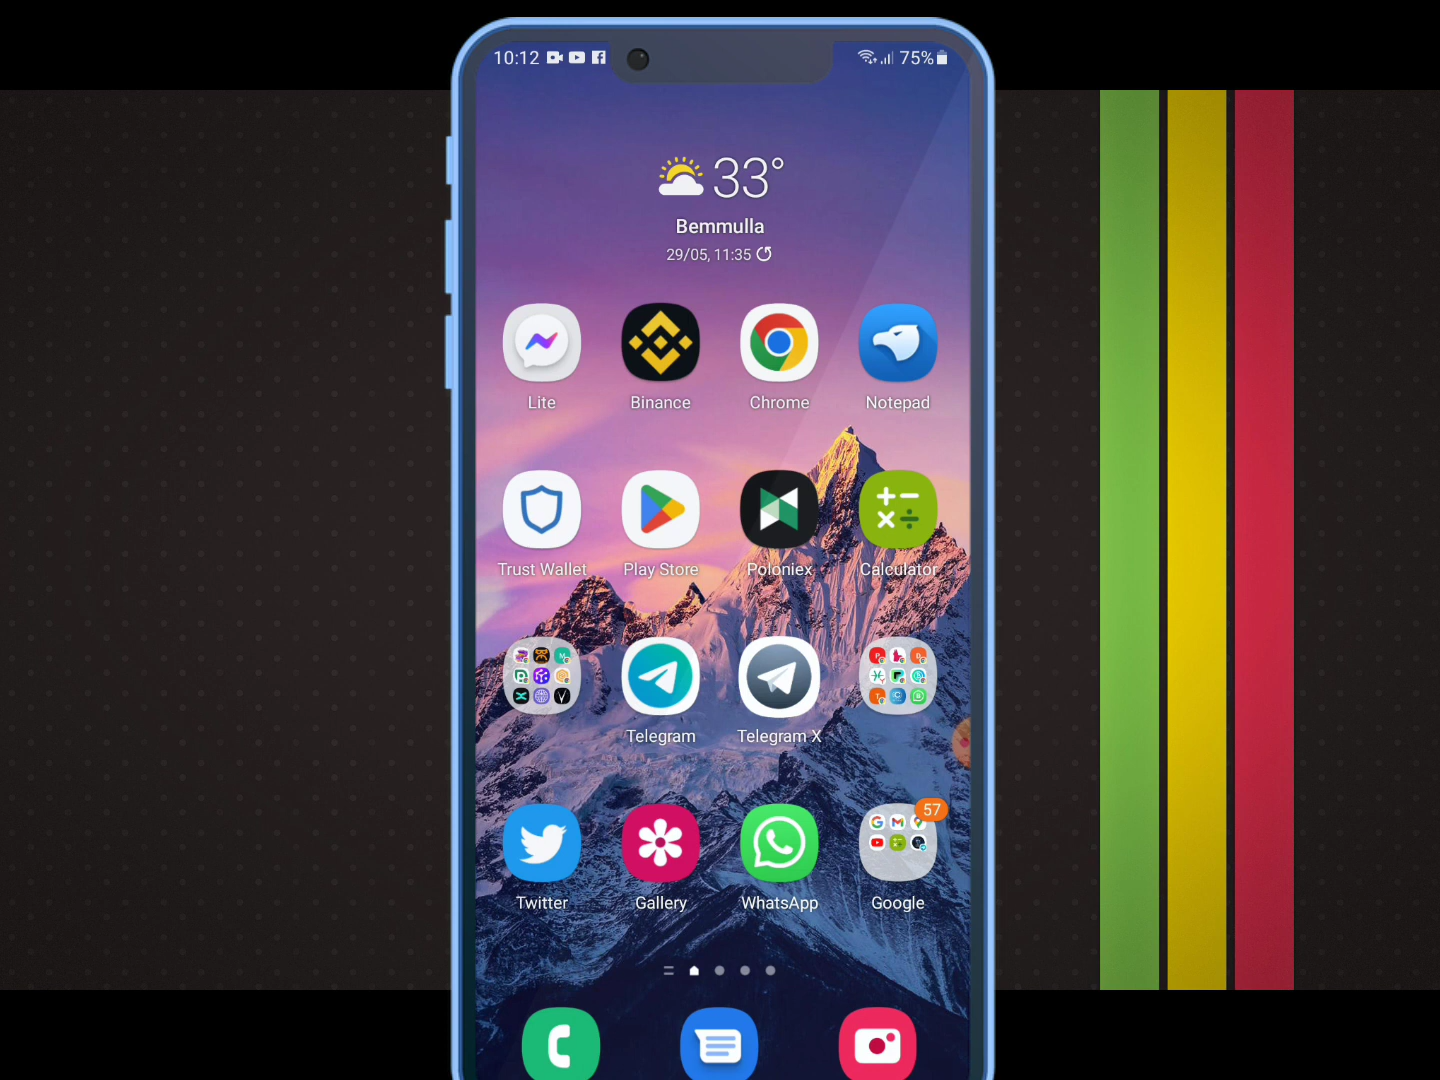 10:12
75%
33°
Bemmulla
29/05, 11:35
Lite
Binance
Chrome
Notepad
Trust Wallet
Play Store
Poloniex
Calculator
Telegram
Telegram X
57
Twitter
Gallery
WhatsApp
Google